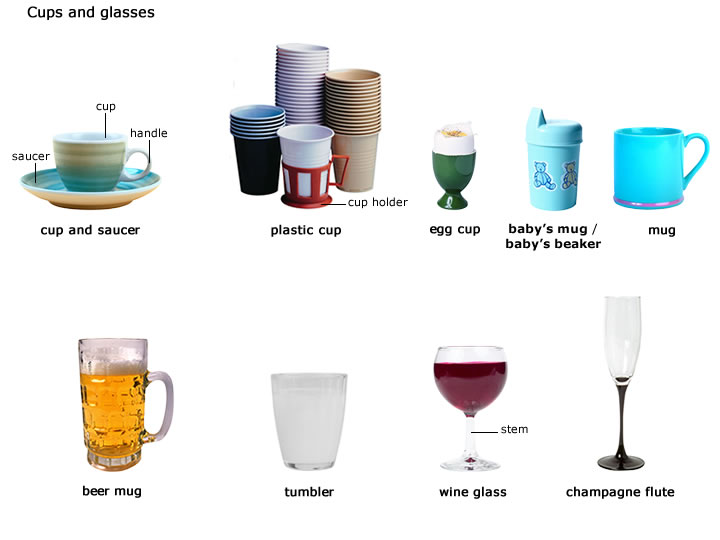 Cups and glasses
cup
handle
saucer
cup holder
cup and saucer
plastic cup
egg cup
baby's mug /
baby's beaker
mug
stem
beer mug
tumbler
wine glass
champagne flute